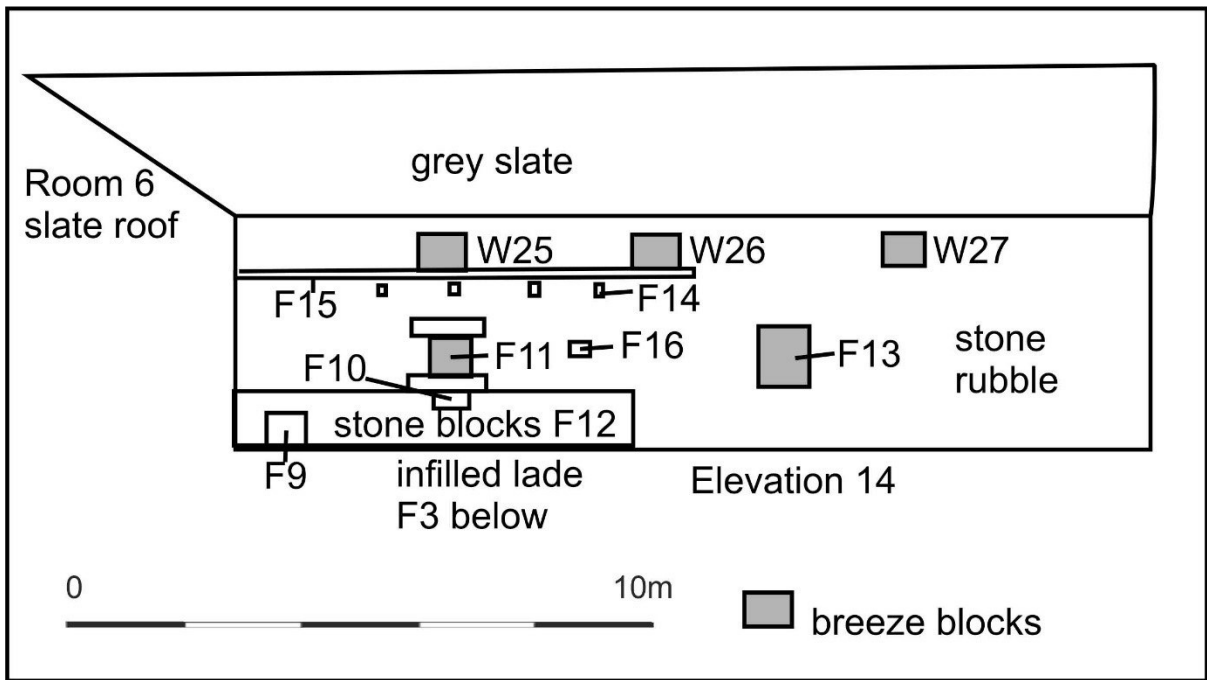 grey slate
Room 6
slate roof
W25
W26
W27
F15
F14
F16
F11
F10
F13
stone
rubble
stone blocks F12
F9
infilled lade
F3 below
Elevation 14
0
10m
breeze blocks